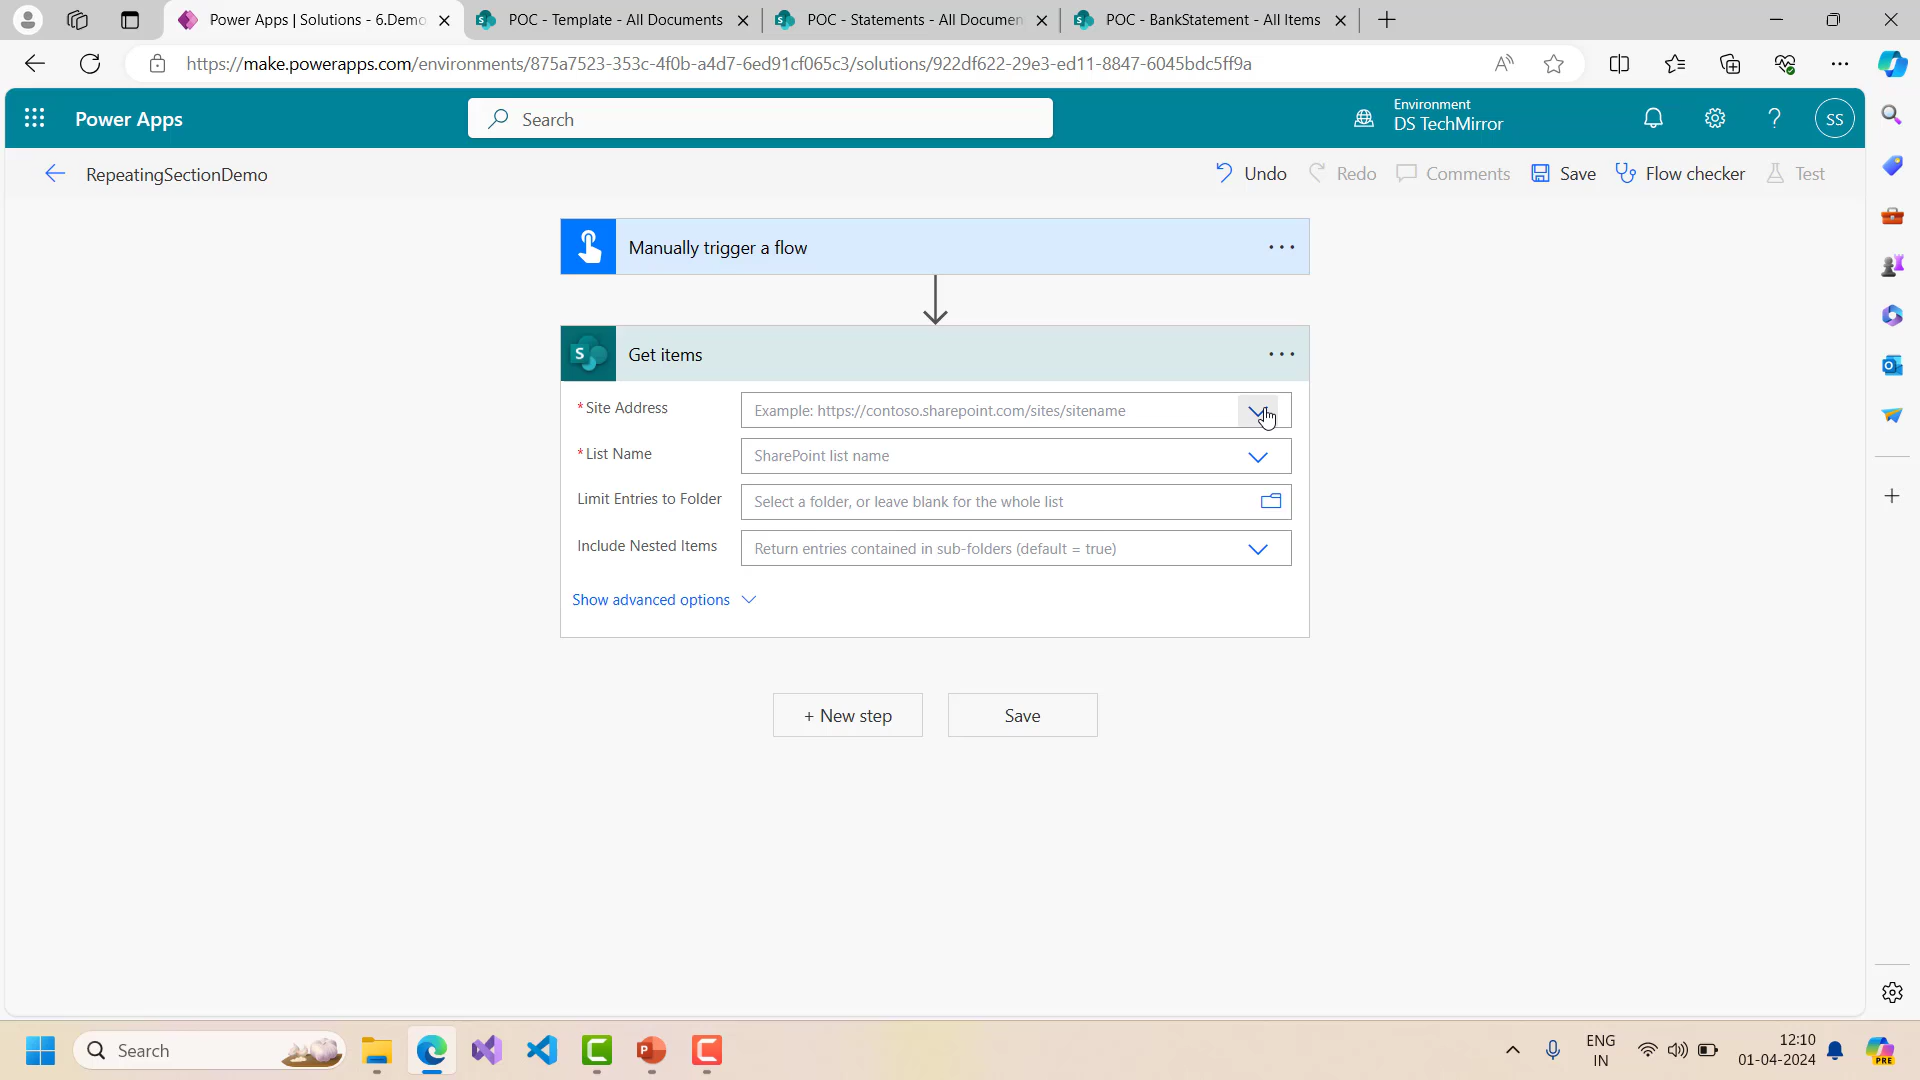 Power Apps | Solutions - 6.Demo
POC - Template - All Documents
POC - Statements - All Documen
POC - BankStatement - All Items
https://make.powerapps.com/environments/875a7523-353c-4f0b-a4d7-6ed91cf065c3/solutions/922df622-29e3-ed11-8847-6045bdc5ff9a
Power Apps
Search
Environment
DS TechMirror
SS
RepeatingSectionDemo
Undo
Redo
Comments
Save
Flow checker
Test
Manually trigger a flow
Get items
* Site Address
Example: https://contoso.sharepoint.com/sites/sitename
* List Name
SharePoint list name
Limit Entries to Folder
Select a folder, or leave blank for the whole list
Include Nested Items
Return entries contained in sub-folders (default = true)
Show advanced options
+ New step
Save
Search
ENG
IN
12:10
01-04-2024
PRE